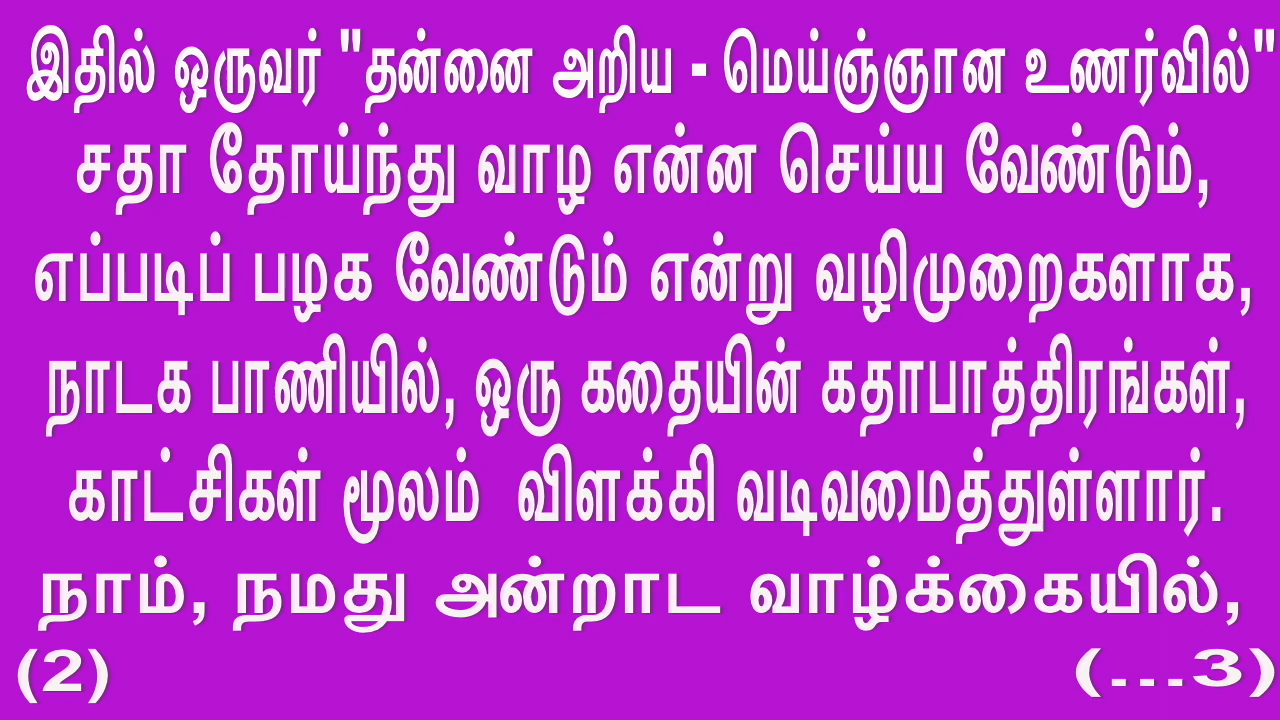 இதில் ஒருவர் "தன்னை அறிய - மெய்ஞ்ஞான உணர்வில்"
சதா தோய்ந்து வாழ என்ன செய்ய வேண்டும்,
எப்படிப் பழக வேண்டும் என்று வழிமுறைகளாக,
நாடக பாணியில், ஒரு கதையின் கதாபாத்திரங்கள்,
காட்சிகள் மூலம் விளக்கி வடிவமைத்துள்ளார்.
நாம், நமது அன்றாட வாழ்க்கையில்,
(2) (...3)